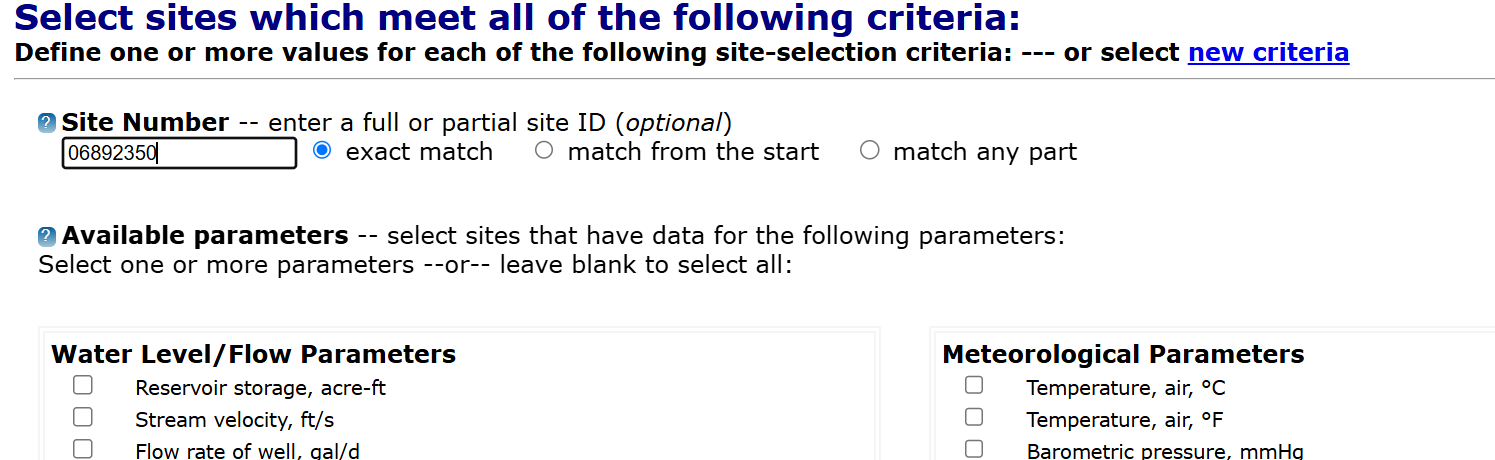 Select sites which meet all of the following criteria:
Define one or more values for each of the following site-selection criteria: --- or select new criteria
? Site Number -- enter a full or partial site ID (optional)
06892350 exact match match from the start match any part
? Available parameters -- select sites that have data for the following parameters:
Select one or more parameters --or-- leave blank to select all:
Water Level/Flow Parameters
Reservoir storage, acre-ft
Stream velocity, ft/s
Flow rate of well, gal/d
Meteorological Parameters
Temperature, air, °C
Temperature, air, °F
Barometric pressure, mmHg